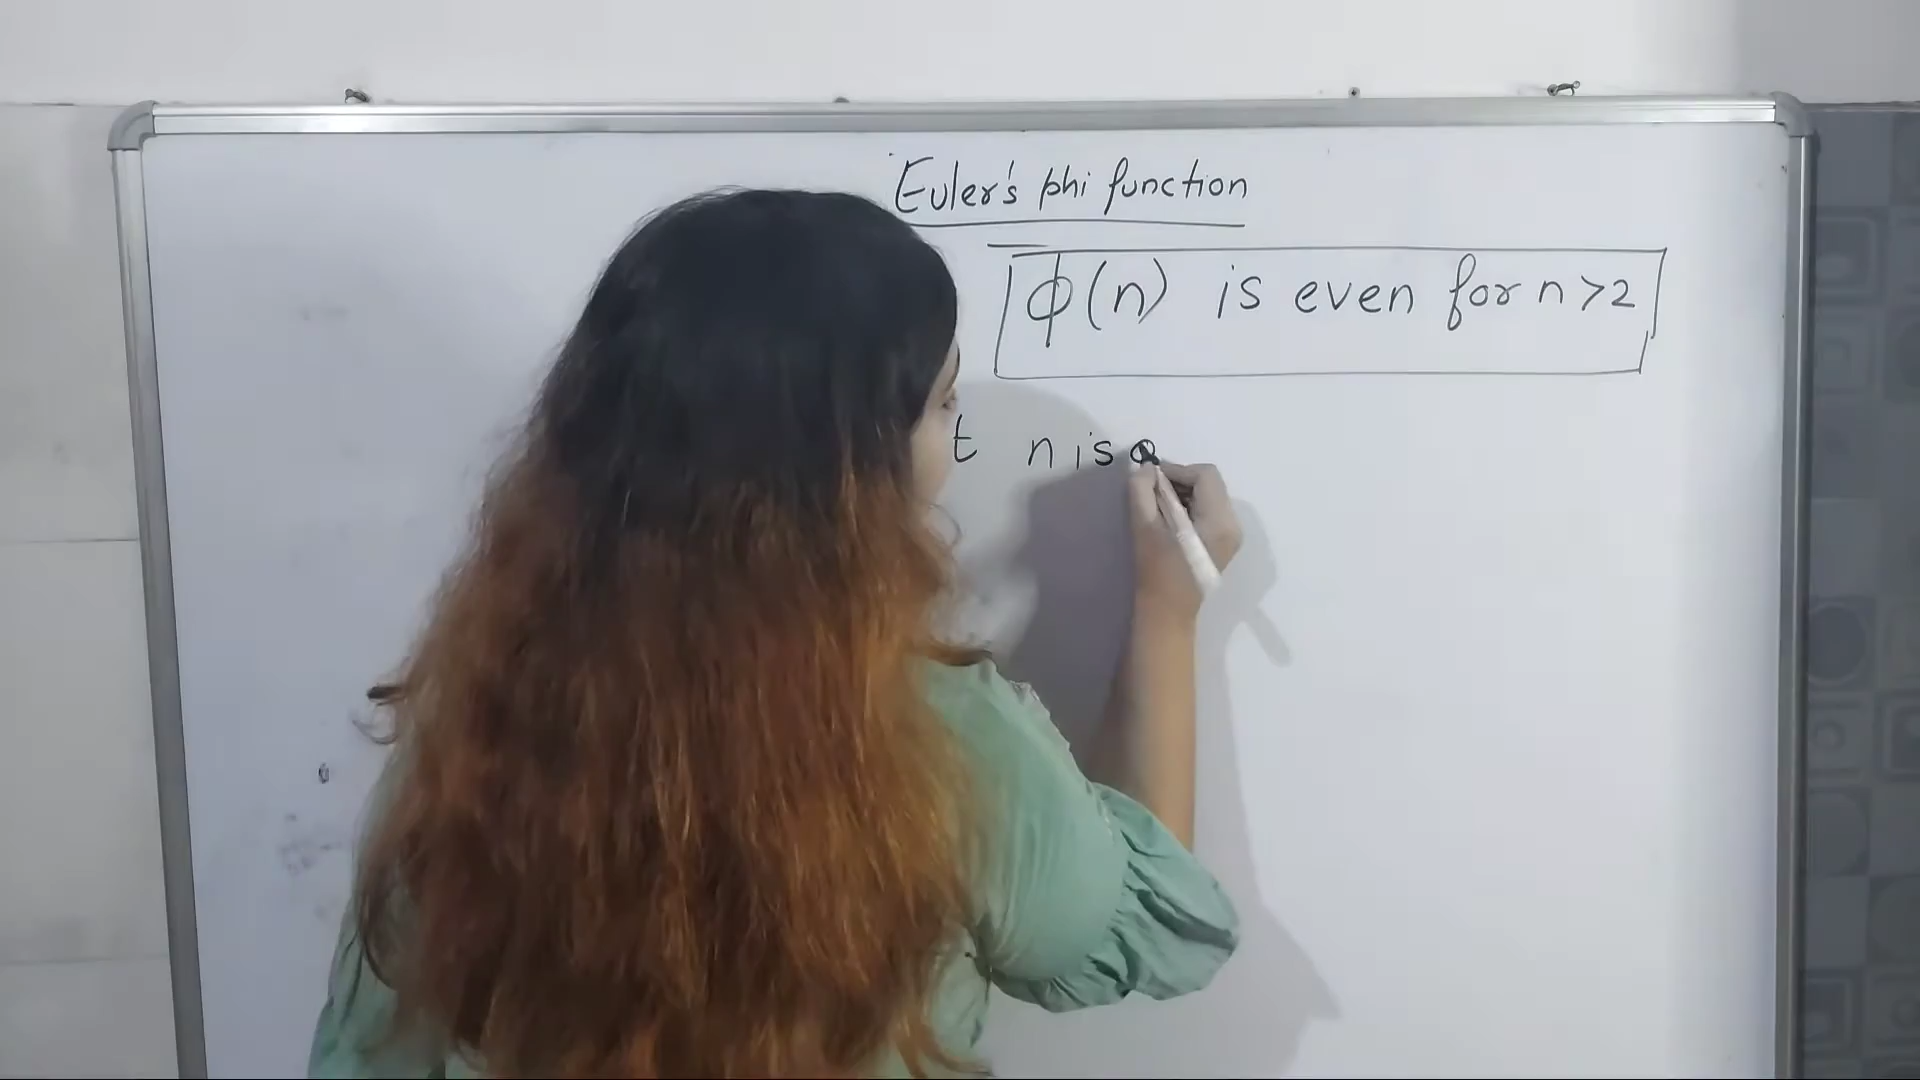 Euler's phi function
ϕ(n) is even for n>2
n is